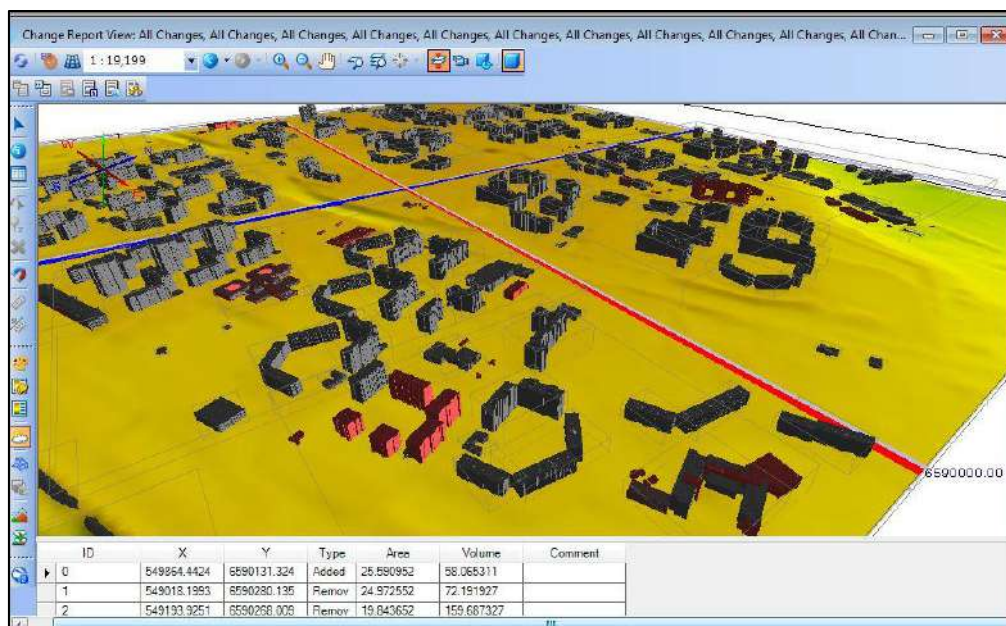 Change Report View: All Changes, All Changes, All Changes, All Changes, All Changes, All Changes, All Changes, All Changes, All Changes, All Changes, All Chan...
1 : 19,199
6590000.00
ID X Y Type Area Volume Comment
0 549864.4424 6590131.324 Added 25.590952 58.065311
1 549018.1993 6590280.135 Remov 24.972552 72.191927
2 549193.9251 6590268.009 Remov 19.843652 159.687327